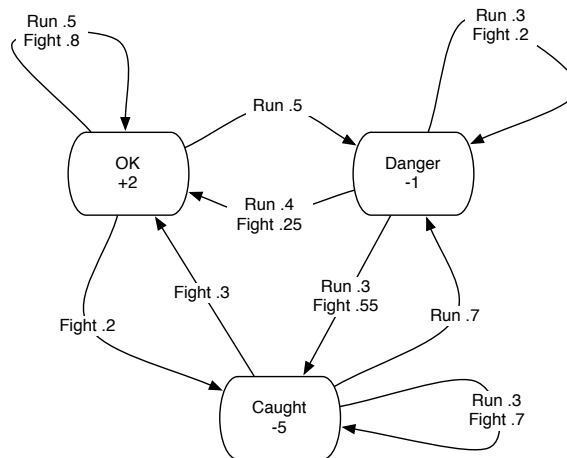 Run .5
Fight .8
Run .3
Fight .2
Run .5
OK
+2
Danger
-1
Run .4
Fight .25
Run .3
Fight .55
Fight .3
Fight .2
Run .7
Caught
-5
Run .3
Fight .7